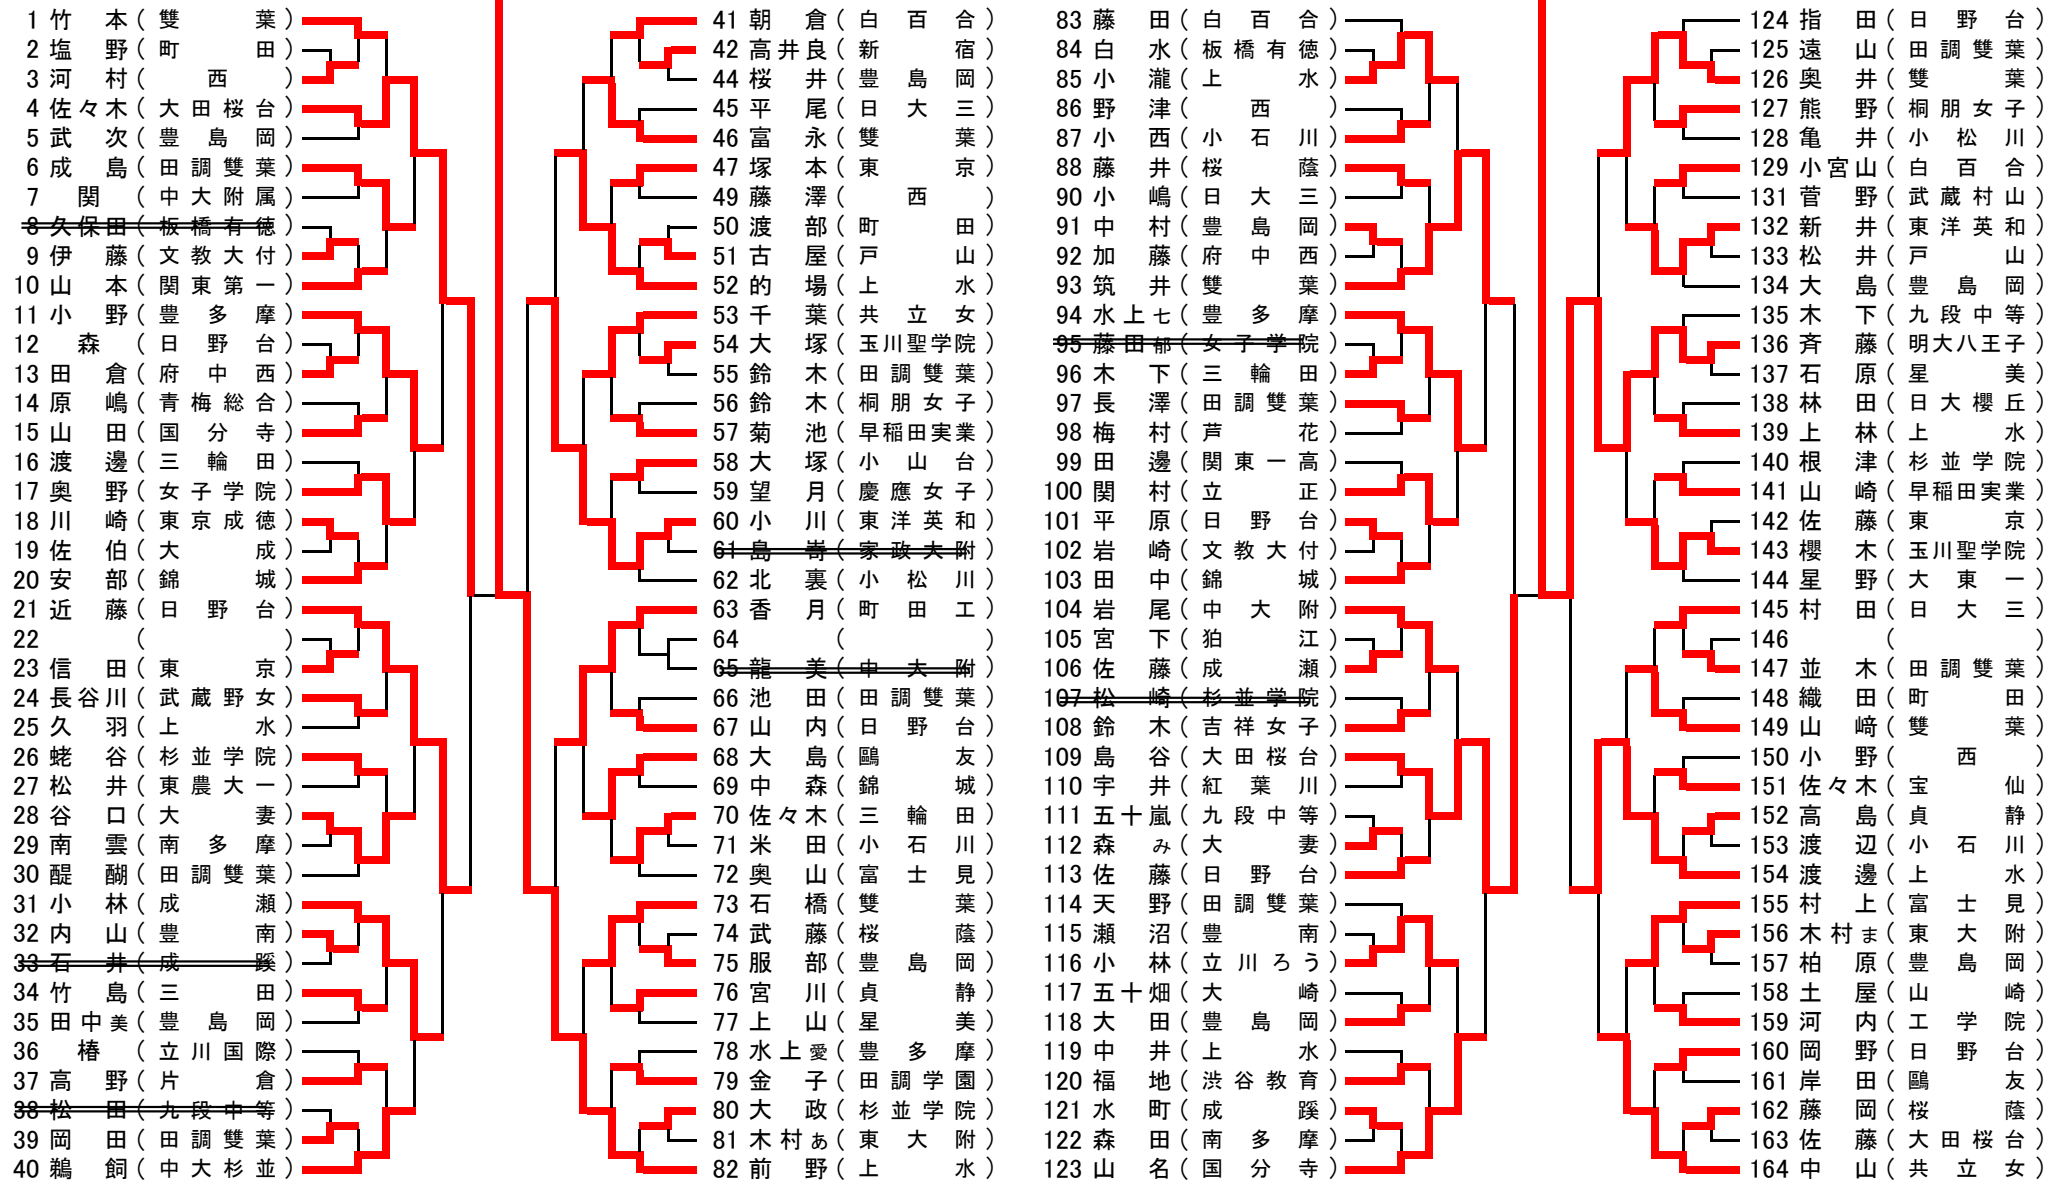 1 竹本(雙葉)
2 塩野(町田)
3 河村(西)
4 佐々木(大田桜台)
5 武次(豊島岡)
6 成島(田調雙葉)
7 関(中大附属)
8 久保田(板橋有徳)
9 伊藤(文教大付)
10 山本(関東第一)
11 小野(豊多摩)
12 森(日野台)
13 田倉(府中西)
14 原嶋(青梅総合)
15 山田(国分寺)
16 渡邊(三輪田)
17 奥野(女子学院)
18 川崎(東京成徳)
19 佐伯(大成)
20 安部(錦城)
21 近藤(日野台)
22 ( )
23 信田(東京)
24 長谷川(武蔵野女)
25 久羽(上水)
26 蛯谷(杉並学院)
27 松井(東農大一)
28 谷口(大妻)
29 南雲(南多摩)
30 醍醐(田調雙葉)
31 小林(成瀬)
32 内山(豊南)
33 石井(成蹊)
34 竹島(三田)
35 田中美(豊島岡)
36 椿(立川国際)
37 高野(片倉)
38 松田(九段中等)
39 岡田(田調雙葉)
40 鵜飼(中大杉並)
41 朝倉(白百合)
42 高井良(新宿)
44 桜井(豊島岡)
45 平尾(日大三)
46 富永(雙葉)
47 塚本(東京)
49 藤澤(西)
50 渡部(町田)
51 古屋(戸山)
52 的場(上水)
53 千葉(共立女)
54 大塚(玉川聖学院)
55 鈴木(田調雙葉)
56 鈴木(桐朋女子)
57 菊池(早稲田実業)
58 大塚(小山台)
59 望月(慶應女子)
60 小川(東洋英和)
61 島嵜(家政大附)
62 北裏(小松川)
63 香月(町田工)
64 ( )
65 龍美(中大附)
66 池田(田調雙葉)
67 山内(日野台)
68 大島(鷗友)
69 中森(錦城)
70 佐々木(三輪田)
71 米田(小石川)
72 奥山(富士見)
73 石橋(雙葉)
74 武藤(桜蔭)
75 服部(豊島岡)
76 宮川(貞静)
77 上山(星美)
78 水上愛(豊多摩)
79 金子(田調学園)
80 大政(杉並学院)
81 木村あ(東大附)
82 前野(上水)
83 藤田(白百合)
84 白水(板橋有徳)
85 小瀧(上水)
86 野津(西)
87 小西(小石川)
88 藤井(桜蔭)
90 小嶋(日大三)
91 中村(豊島岡)
92 加藤(府中西)
93 筑井(雙葉)
94 水上七(豊多摩)
95 藤田郁(女子学院)
96 木下(三輪田)
97 長澤(田調雙葉)
98 梅村(芦花)
99 田邊(関東一高)
100 関村(立正)
101 平原(日野台)
102 岩崎(文教大付)
103 田中(錦城)
104 岩尾(中大附)
105 宮下(狛江)
106 佐藤(成瀬)
107 松崎(杉並学院)
108 鈴木(吉祥女子)
109 島谷(大田桜台)
110 宇井(紅葉川)
111 五十嵐(九段中等)
112 森み(大妻)
113 佐藤(日野台)
114 天野(田調雙葉)
115 瀬沼(豊南)
116 小林(立川ろう)
117 五十畑(大崎)
118 大田(豊島岡)
119 中井(上水)
120 福地(渋谷教育)
121 水町(成蹊)
122 森田(南多摩)
123 山名(国分寺)
124 指田(日野台)
125 遠山(田調雙葉)
126 奥井(雙葉)
127 熊野(桐朋女子)
128 亀井(小松川)
129 小宮山(白百合)
131 菅野(武蔵村山)
132 新井(東洋英和)
133 松井(戸山)
134 大島(豊島岡)
135 木下(九段中等)
136 斉藤(明大八王子)
137 石原(星美)
138 林田(日大櫻丘)
139 上林(上水)
140 根津(杉並学院)
141 山崎(早稲田実業)
142 佐藤(東京)
143 櫻木(玉川聖学院)
144 星野(大東一)
145 村田(日大三)
146 ( )
147 並木(田調雙葉)
148 織田(町田)
149 山﨑(雙葉)
150 小野(西)
151 佐々木(宝仙)
152 高島(貞静)
153 渡辺(小石川)
154 渡邊(上水)
155 村上(富士見)
156 木村ま(東大附)
157 柏原(豊島岡)
158 土屋(山崎)
159 河内(工学院)
160 岡野(日野台)
161 岸田(鷗友)
162 藤岡(桜蔭)
163 佐藤(大田桜台)
164 中山(共立女)